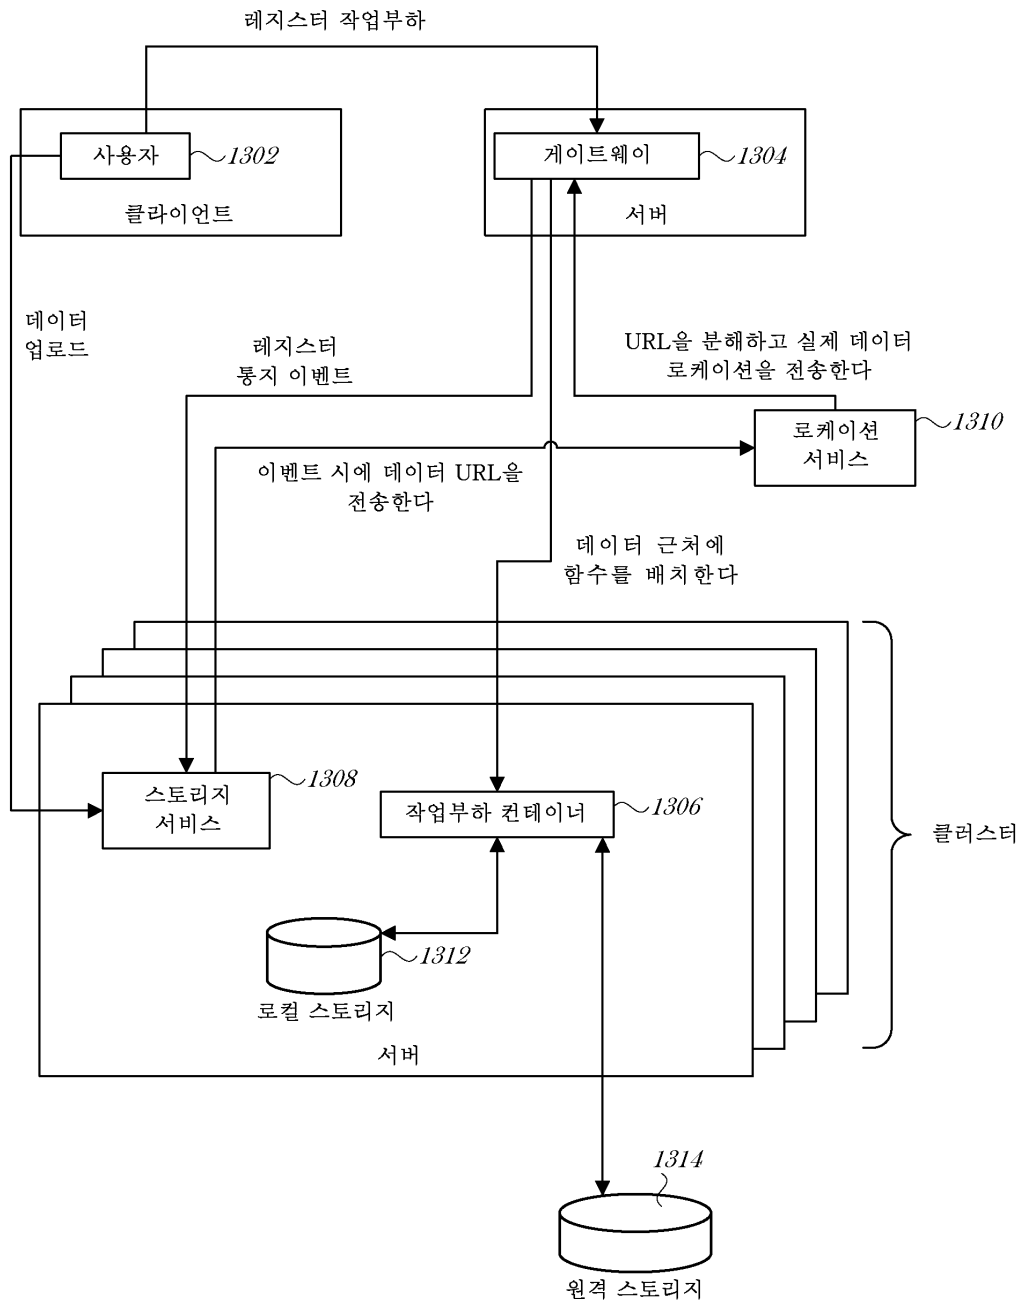 레지스터 작업부하
사용자
1302
클라이언트
게이트웨이
1304
서버
데이터
업로드
레지스터
통지 이벤트
URL을 분해하고 실제 데이터
로케이션을 전송한다
로케이션
서비스
1310
이벤트 시에 데이터 URL을
전송한다
데이터 근처에
함수를 배치한다
스토리지
서비스
1308
작업부하 컨테이너
1306
클러스터
1312
로컬 스토리지
서버
1314
원격 스토리지